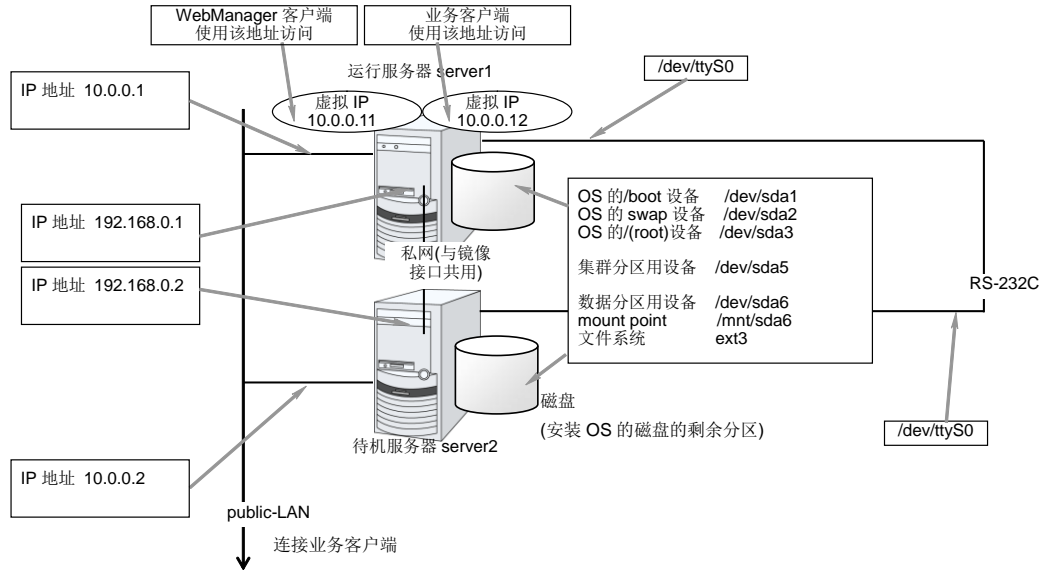 WebManager 客户端
使用该地址访问
业务客户端
使用该地址访问
运行服务器 server1
/dev/ttyS0
IP 地址 10.0.0.1
虚拟 IP
10.0.0.11
虚拟 IP
10.0.0.12
OS 的/boot 设备 /dev/sda1
OS 的 swap 设备 /dev/sda2
OS 的/(root)设备 /dev/sda3
集群分区用设备 /dev/sda5
数据分区用设备 /dev/sda6
mount point /mnt/sda6
文件系统 ext3
IP 地址 192.168.0.1
私网(与镜像
接口共用)
IP 地址 192.168.0.2
RS-232C
磁盘
(安装 OS 的磁盘的剩余分区)
/dev/ttyS0
待机服务器 server2
IP 地址 10.0.0.2
public-LAN
连接业务客户端